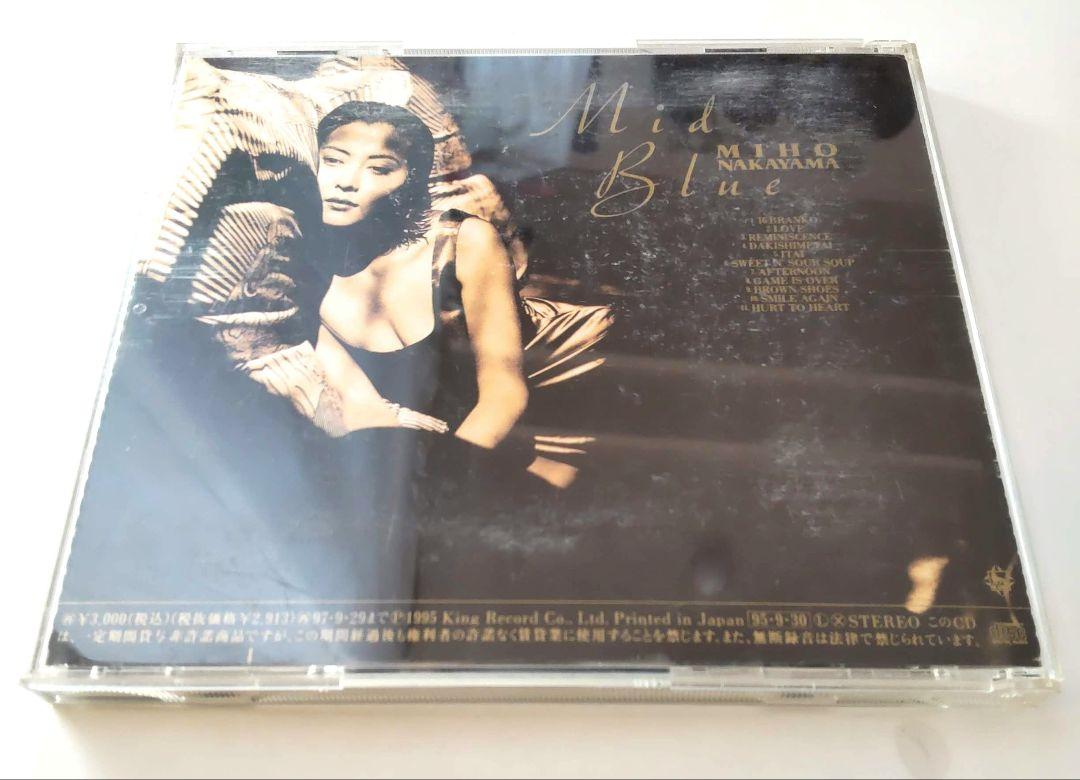 Mid
Blue
MIHO
NAKAYAMA
1. 16 BRANKO
2. LOVE
3. REMINISCENCE
4. DAKISHIMETAI
5. ITAI
6. SWEET N' SOUR SOUP
7. AFTERNOON
8. GAME IS OVER
9. BROWN SHOES
10. SMILE AGAIN
11. HURT TO HEART
¥3,000(税込)(税抜価格¥2,913) 97・9・29まで Ⓟ1995 King Record Co., Ltd. Printed in Japan 95・9・30 Ⓛ STEREO このCD
は、一定期間貸与非許諾商品ですが、この期間経過後も権利者の許諾なく賃貸業に使用することを禁じます。また、無断録音は法律で禁じられています。